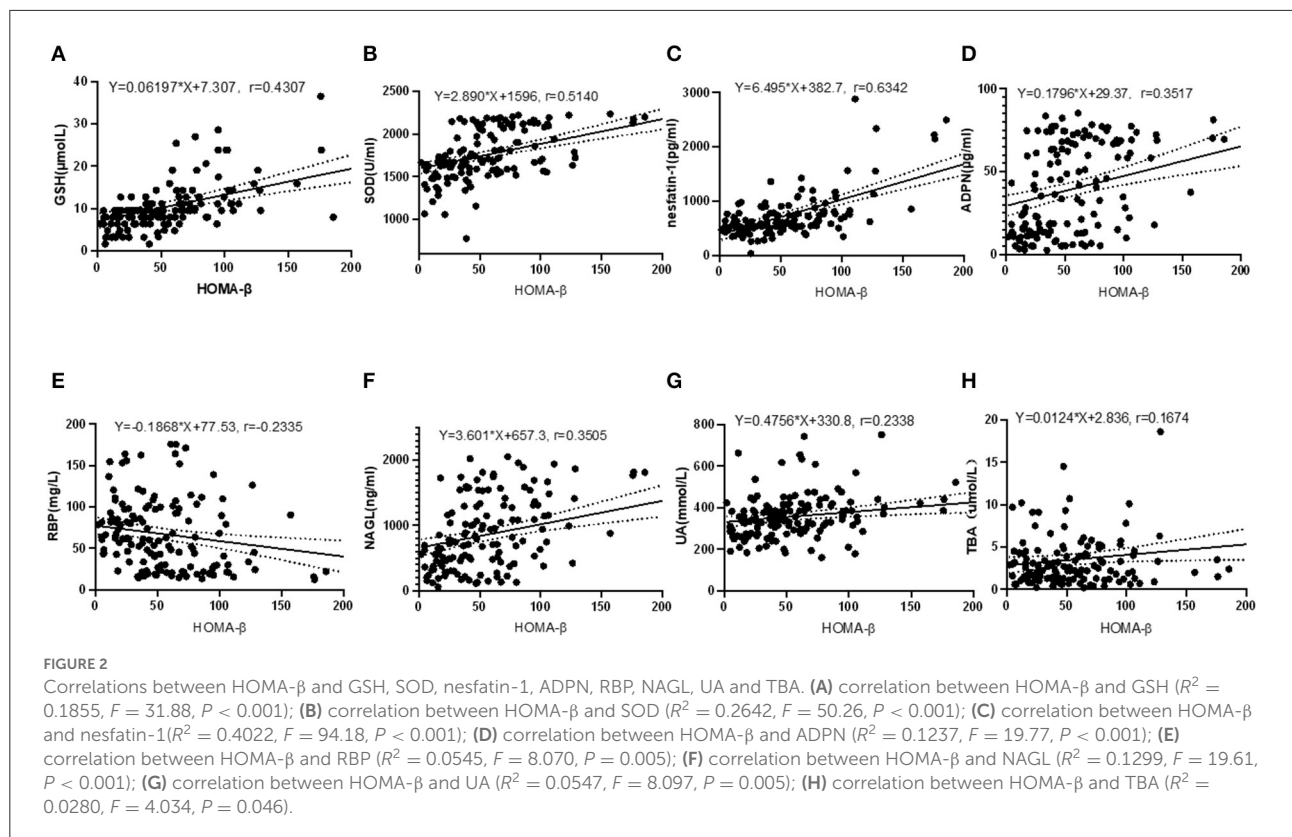 A
Y=0.06197*X+7.307, r=0.4307
GSH(µmol/L)
40
30
20
10
0
0 50 100 150 200
HOMA-β
B
Y=2.890*X+1596, r=0.5140
SOD(U/ml)
2500
2000
1500
1000
0 50 100 150 200
HOMA-β
C
Y=6.495*X+382.7, r=0.6342
nesfatin-1(pg/ml)
3000
2000
1000
0
0 50 100 150 200
HOMA-β
D
Y=0.1796*X+29.37, r=0.3517
ADPN(µg/ml)
100
50
0
0 50 100 150 200
HOMA-β
E
Y=-0.1868*X+77.53, r=-0.2335
RBP(mg/L)
200
150
100
50
0
0 50 100 150 200
HOMA-β
F
Y=3.601*X+657.3, r=0.3505
NAGL(ng/ml)
2000
1500
1000
500
0
0 50 100 150 200
HOMA-β
G
Y=0.4756*X+330.8, r=0.2338
UA(mmol/L)
800
600
400
200
0
0 50 100 150 200
HOMA-β
H
Y=0.0124*X+2.836, r=0.1674
TBA（umol/L）
20
15
10
5
0
0 50 100 150 200
HOMA-β
FIGURE 2
Correlations between HOMA-β and GSH, SOD, nesfatin-1, ADPN, RBP, NAGL, UA and TBA. (A) correlation between HOMA-β and GSH (R² =
0.1855, F = 31.88, P < 0.001); (B) correlation between HOMA-β and SOD (R² = 0.2642, F = 50.26, P < 0.001); (C) correlation between HOMA-β
and nesfatin-1(R² = 0.4022, F = 94.18, P < 0.001); (D) correlation between HOMA-β and ADPN (R² = 0.1237, F = 19.77, P < 0.001); (E)
correlation between HOMA-β and RBP (R² = 0.0545, F = 8.070, P = 0.005); (F) correlation between HOMA-β and NAGL (R² = 0.1299, F = 19.61,
P < 0.001); (G) correlation between HOMA-β and UA (R² = 0.0547, F = 8.097, P = 0.005); (H) correlation between HOMA-β and TBA (R² =
0.0280, F = 4.034, P = 0.046).